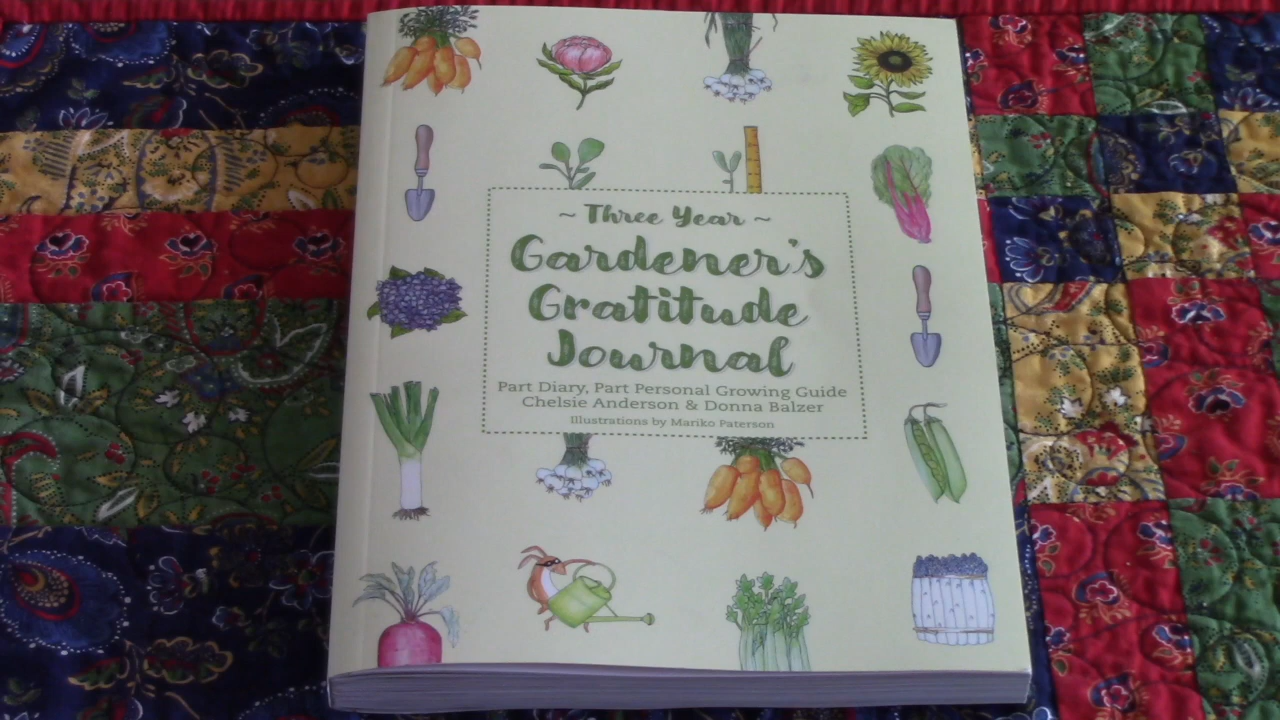 ~ Three Year ~
Gardener's
Gratitude
Journal
Part Diary, Part Personal Growing Guide
Chelsie Anderson & Donna Balzer
Illustrations by Mariko Paterson